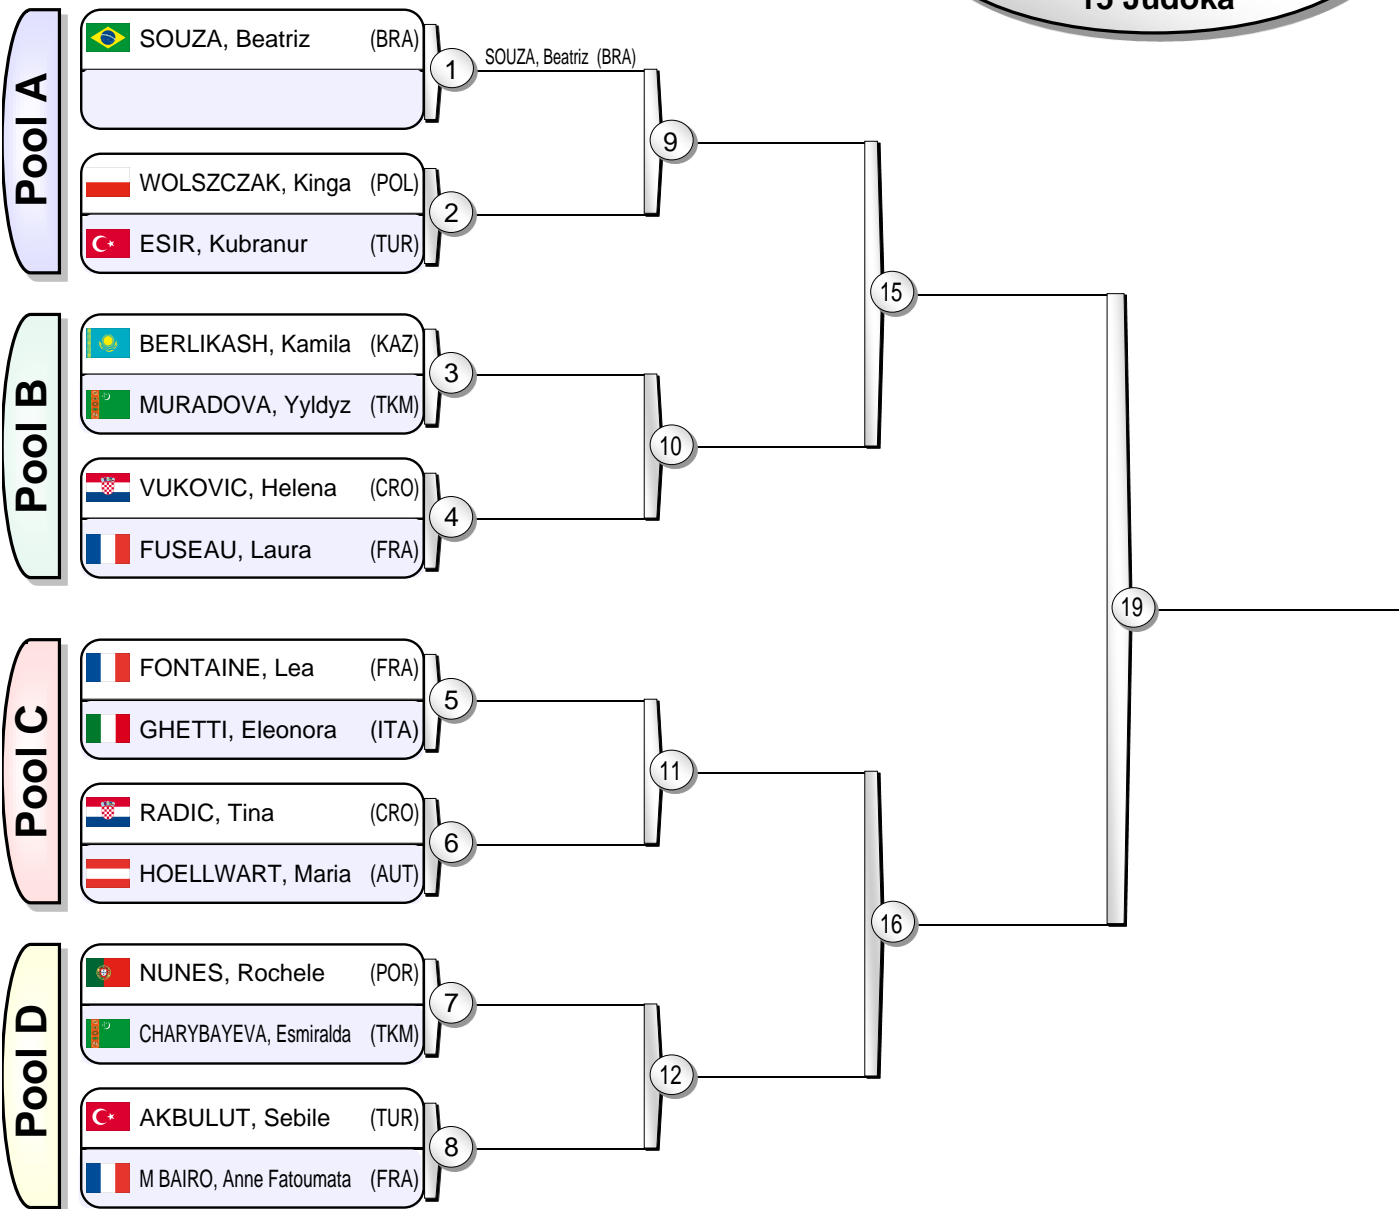 15 Judoka
Pool A
SOUZA, Beatriz (BRA)
1
SOUZA, Beatriz (BRA)
9
WOLSZCZAK, Kinga (POL)
2
ESIR, Kubranur (TUR)
15
Pool B
BERLIKASH, Kamila (KAZ)
3
MURADOVA, Yyldyz (TKM)
10
VUKOVIC, Helena (CRO)
4
FUSEAU, Laura (FRA)
19
Pool C
FONTAINE, Lea (FRA)
5
GHETTI, Eleonora (ITA)
11
RADIC, Tina (CRO)
6
HOELLWART, Maria (AUT)
16
Pool D
NUNES, Rochele (POR)
7
CHARYBAYEVA, Esmiralda (TKM)
12
AKBULUT, Sebile (TUR)
8
M BAIRO, Anne Fatoumata (FRA)